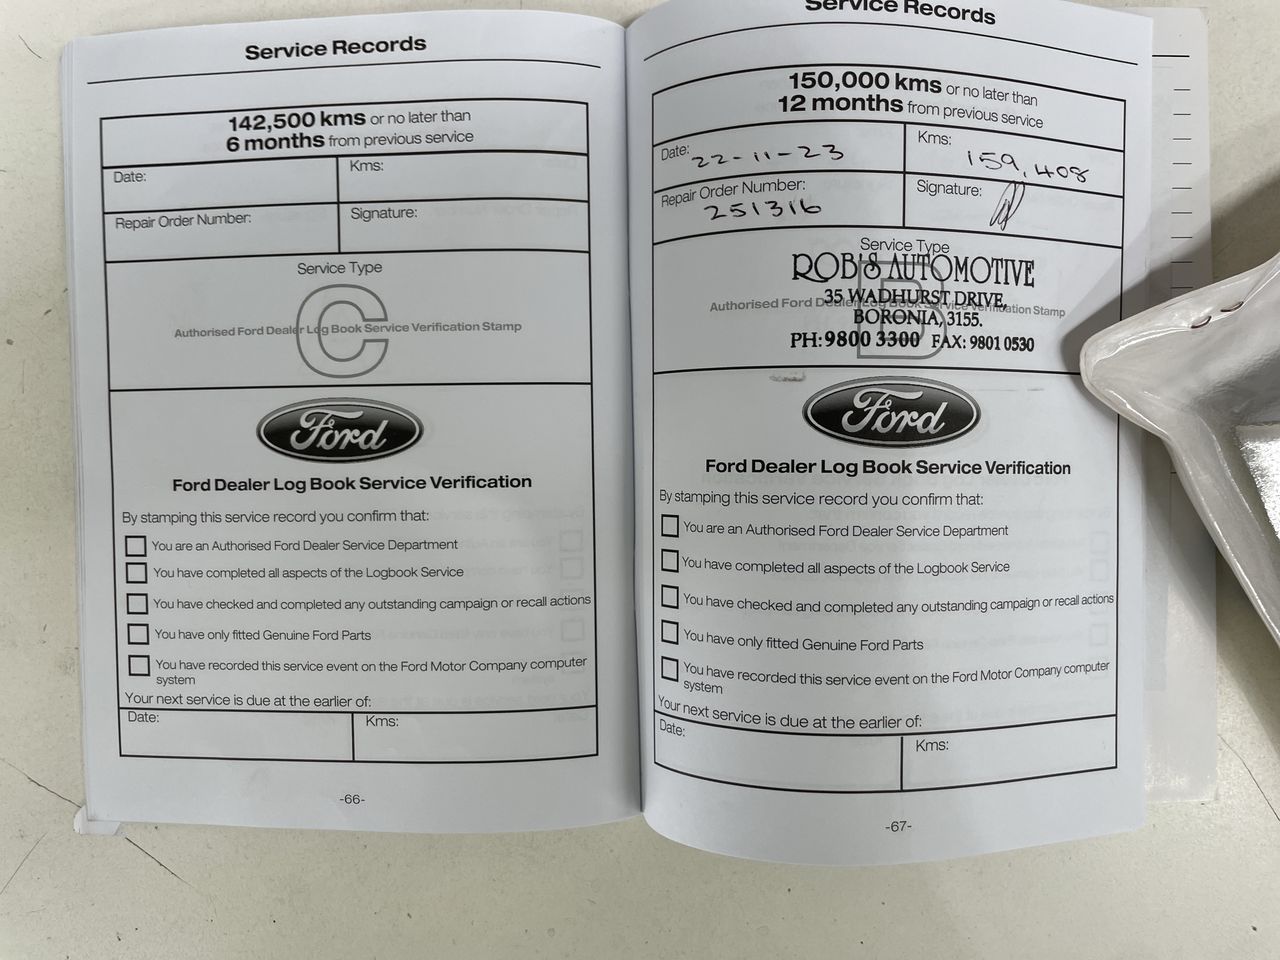 Service Records
142,500 kms or no later than
6 months from previous service
Date:
Kms:
Repair Order Number:
Signature:
Service Type
C
Authorised Ford Dealer Log Book Service Verification Stamp
Ford
Ford Dealer Log Book Service Verification
By stamping this service record you confirm that:
You are an Authorised Ford Dealer Service Department
You have completed all aspects of the Logbook Service
You have checked and completed any outstanding campaign or recall actions
You have only fitted Genuine Ford Parts
You have recorded this service event on the Ford Motor Company computer
system
Your next service is due at the earlier of:
Date:
Kms:
-66-
Service Records
150,000 kms or no later than
12 months from previous service
Date: 22-11-23
Kms: 159,408
Repair Order Number:
251316
Signature:
Service Type
B
ROB'S AUTOMOTIVE
35 WADHURST DRIVE,
Authorised Ford Dealer Log Book Service Verification Stamp
BORONIA, 3155.
PH: 9800 3300 FAX: 9801 0530
Ford
Ford Dealer Log Book Service Verification
By stamping this service record you confirm that:
You are an Authorised Ford Dealer Service Department
You have completed all aspects of the Logbook Service
You have checked and completed any outstanding campaign or recall actions
You have only fitted Genuine Ford Parts
You have recorded this service event on the Ford Motor Company computer
system
Your next service is due at the earlier of:
Date:
Kms:
-67-